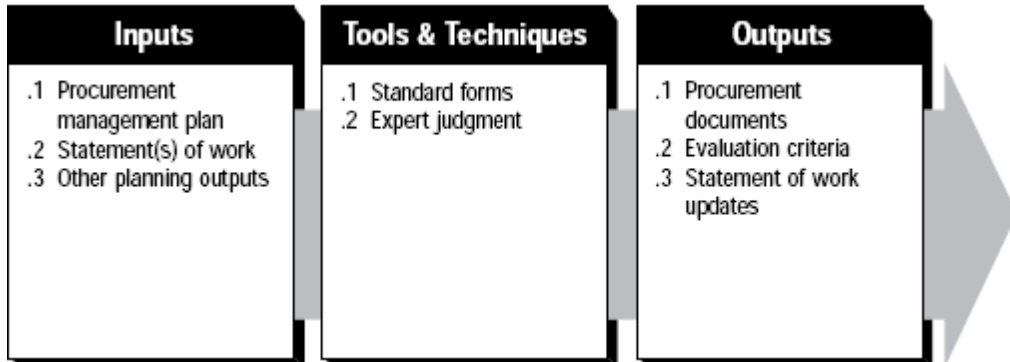 Inputs
.1 Procurement
management plan
.2 Statement(s) of work
.3 Other planning outputs
Tools & Techniques
.1 Standard forms
.2 Expert judgment
Outputs
.1 Procurement
documents
.2 Evaluation criteria
.3 Statement of work
updates